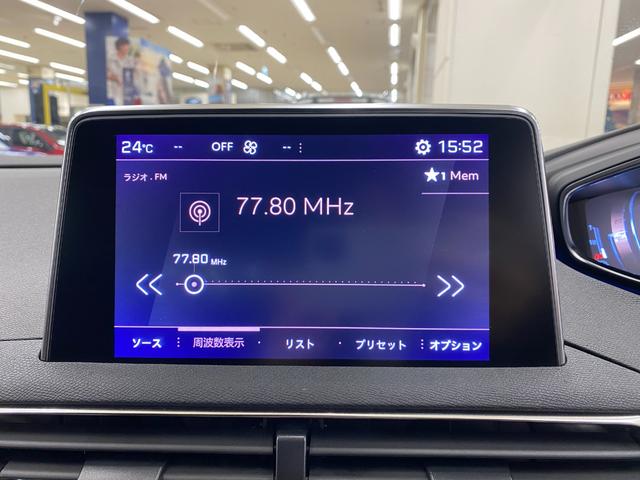 24°C -- OFF -- 15:52
ラジオ . FM
★1 Mem
77.80 MHz
77.80 MHz
ソース 周波数表示 リスト プリセット オプション